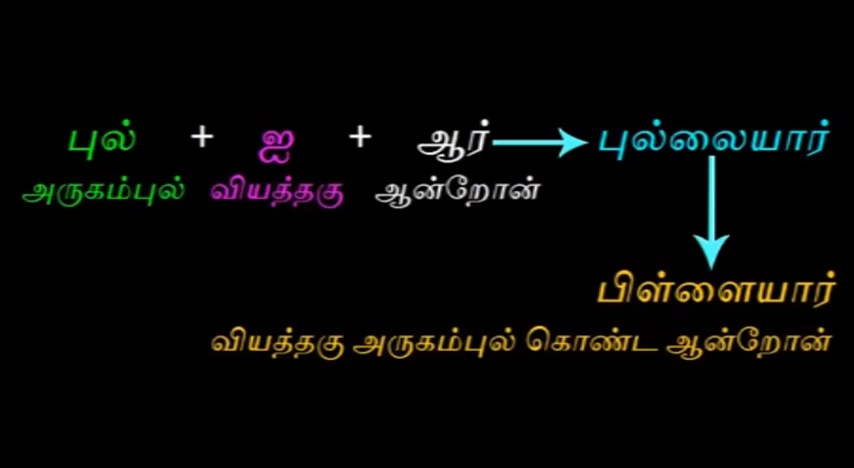 புல் + ஐ + ஆர் → புல்லையார்
அருகம்புல் வியத்தகு ஆன்றோன்
பிள்ளையார்
வியத்தகு அருகம்புல் கொண்ட ஆன்றோன்